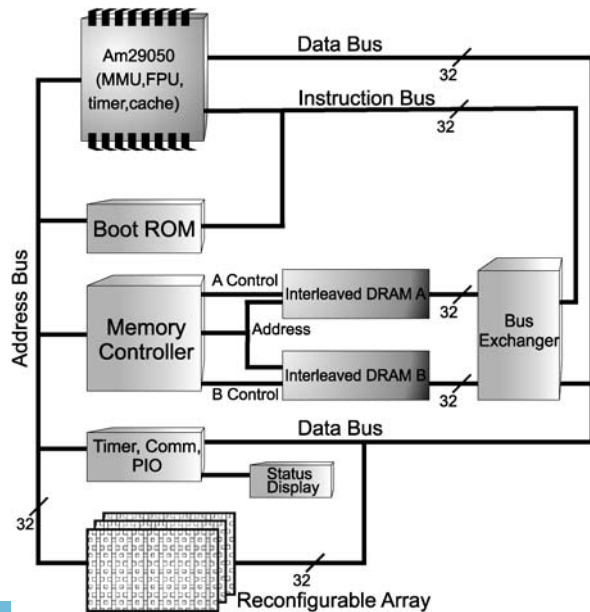 Am29050
(MMU,FPU,
timer,cache)
Data Bus
32
Instruction Bus
32
Boot ROM
Address Bus
Memory
Controller
A Control
Address
B Control
Interleaved DRAM A
32
Interleaved DRAM B
32
Bus
Exchanger
Data Bus
Timer, Comm,
PIO
Status
Display
32
32
Reconfigurable Array